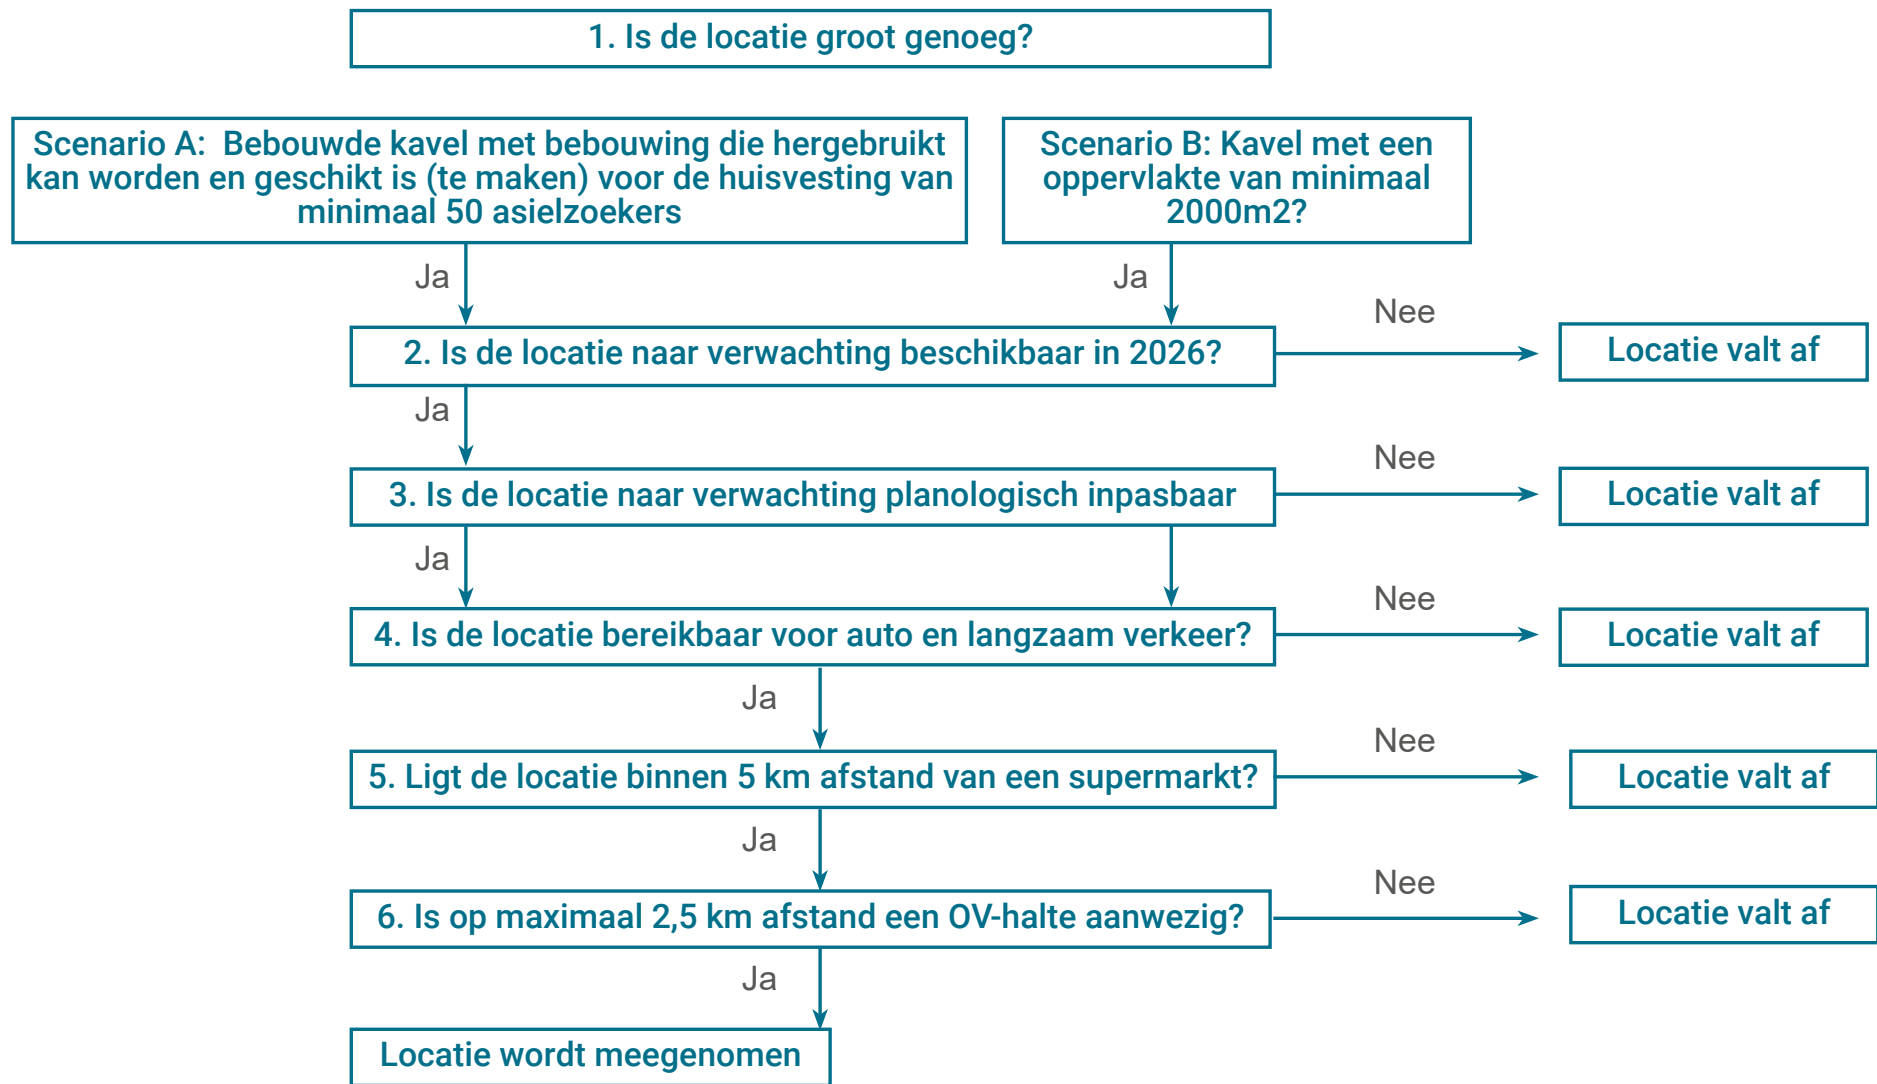 1. Is de locatie groot genoeg?
Scenario A:  Bebouwde kavel met bebouwing die hergebruikt
kan worden en geschikt is (te maken) voor de huisvesting van
minimaal 50 asielzoekers
Scenario B: Kavel met een
oppervlakte van minimaal
2000m2?
Ja
Ja
Nee
2. Is de locatie naar verwachting beschikbaar in 2026?
Locatie valt af
Ja
Nee
3. Is de locatie naar verwachting planologisch inpasbaar
Locatie valt af
Ja
Nee
4. Is de locatie bereikbaar voor auto en langzaam verkeer?
Locatie valt af
Ja
Nee
5. Ligt de locatie binnen 5 km afstand van een supermarkt?
Locatie valt af
Ja
Nee
6. Is op maximaal 2,5 km afstand een OV-halte aanwezig?
Locatie valt af
Ja
Locatie wordt meegenomen